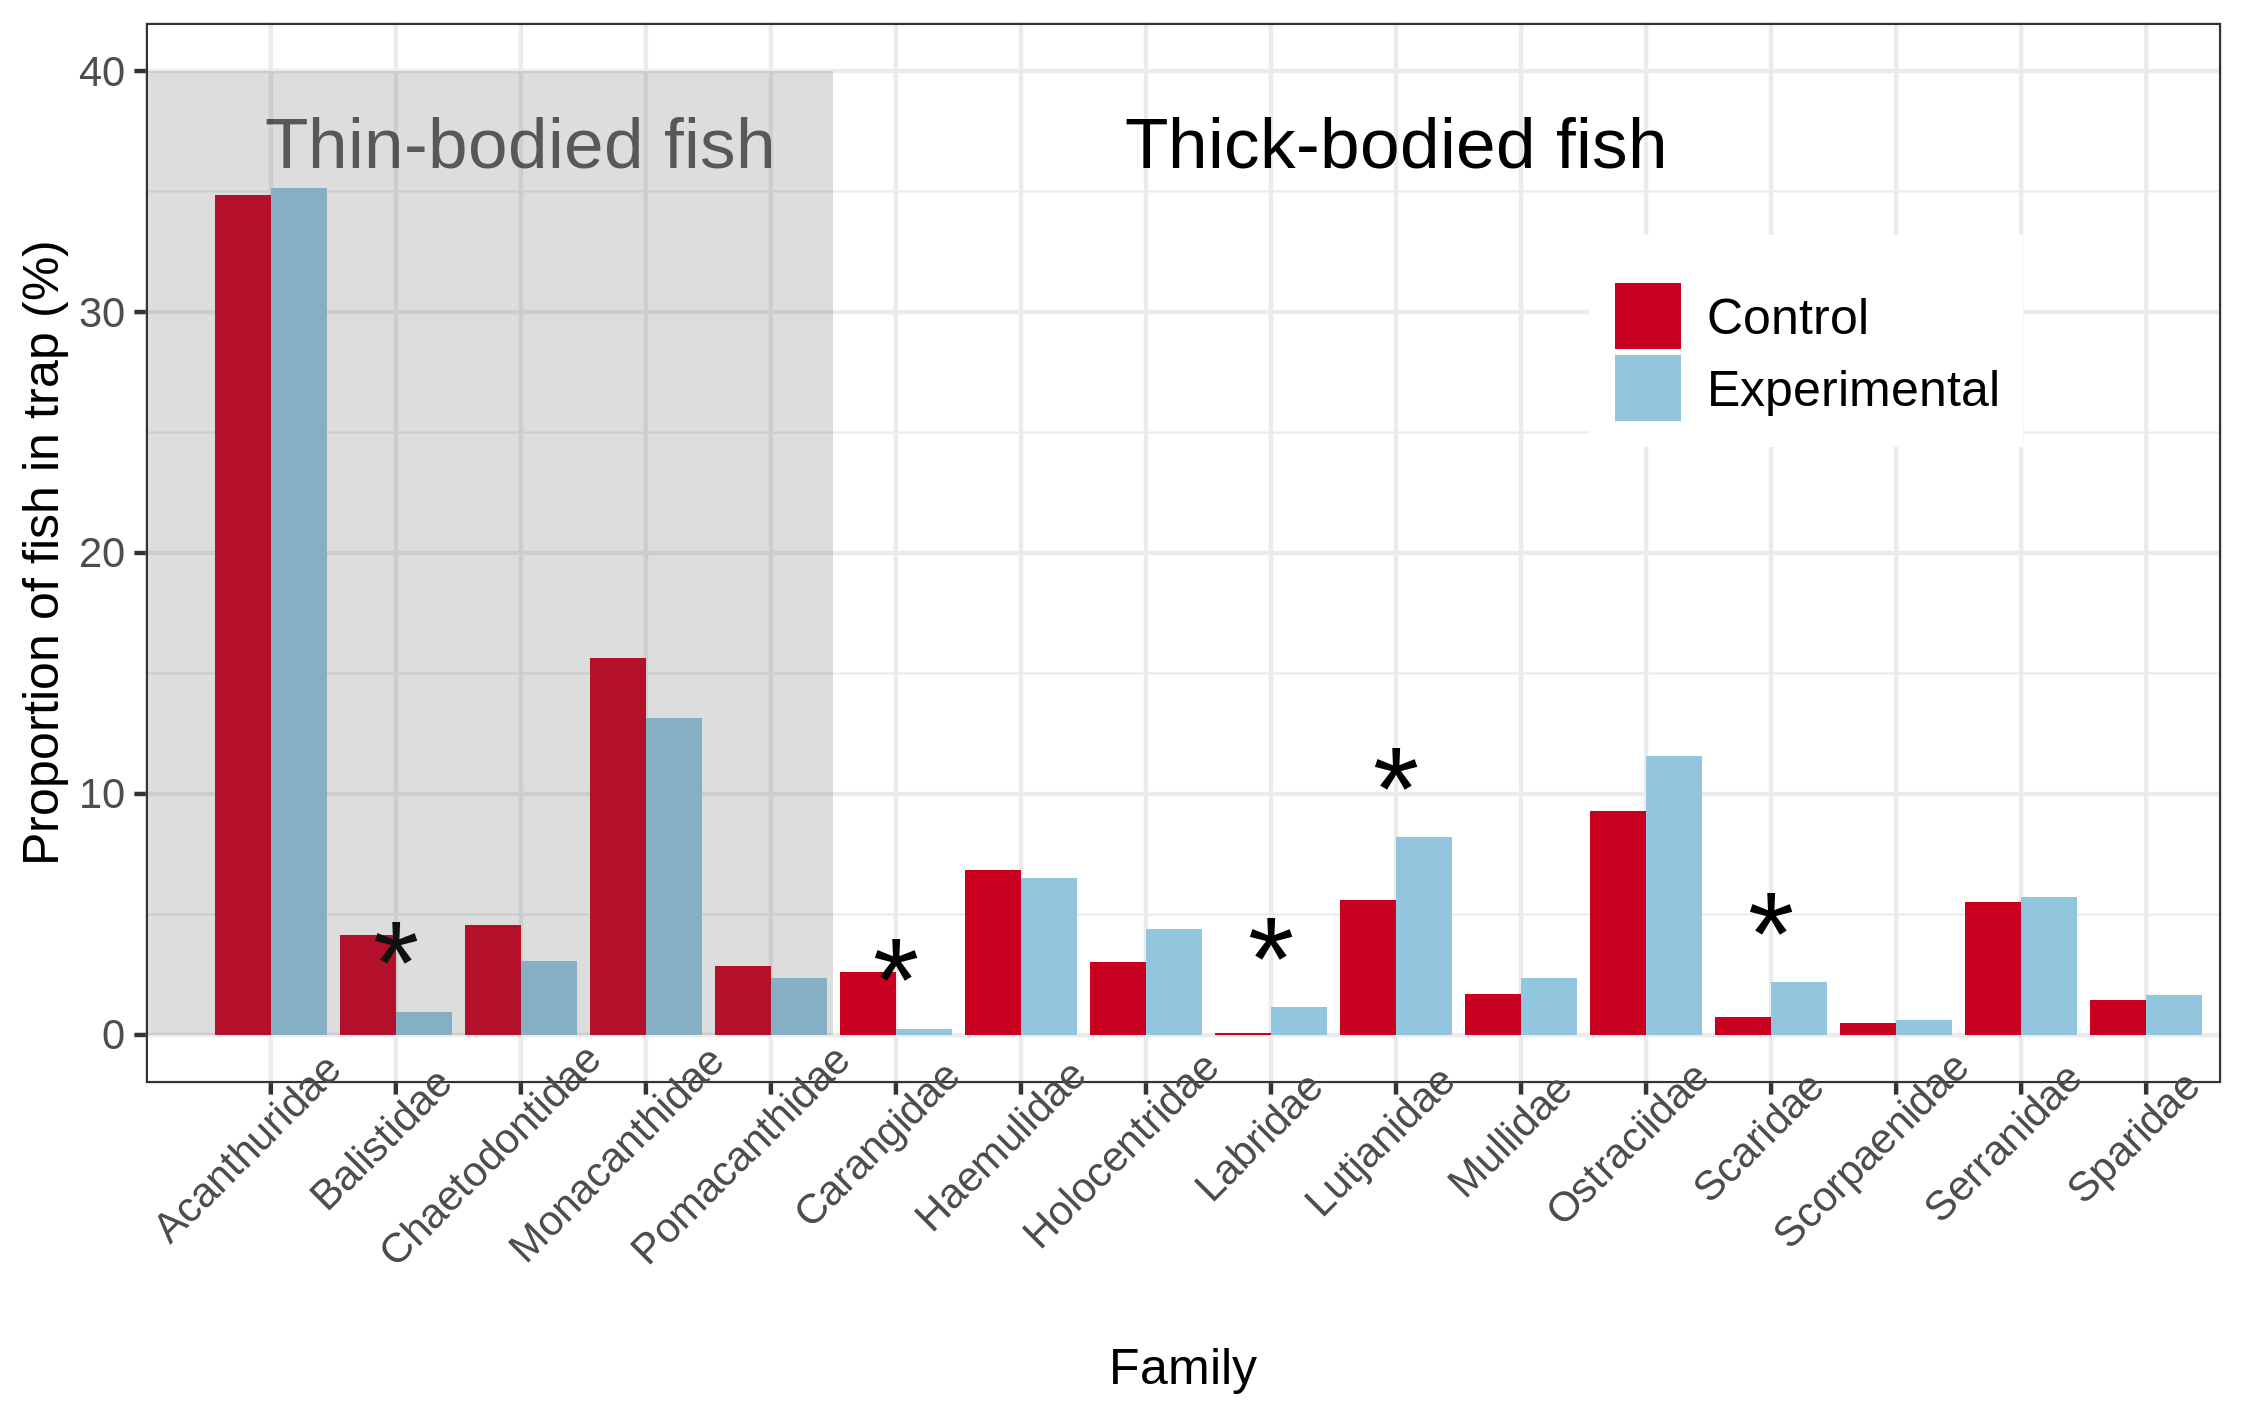 Proportion of fish in trap (%)
40
30
20
10
0
Thin-bodied fish
Thick-bodied fish
Control
Experimental
*
*
*
*
*
Acanthuridae
Balistidae
Chaetodontidae
Monacanthidae
Pomacanthidae
Carangidae
Haemulidae
Holocentridae
Labridae
Lutjanidae
Mullidae
Ostraciidae
Scaridae
Scorpaenidae
Serranidae
Sparidae
Family